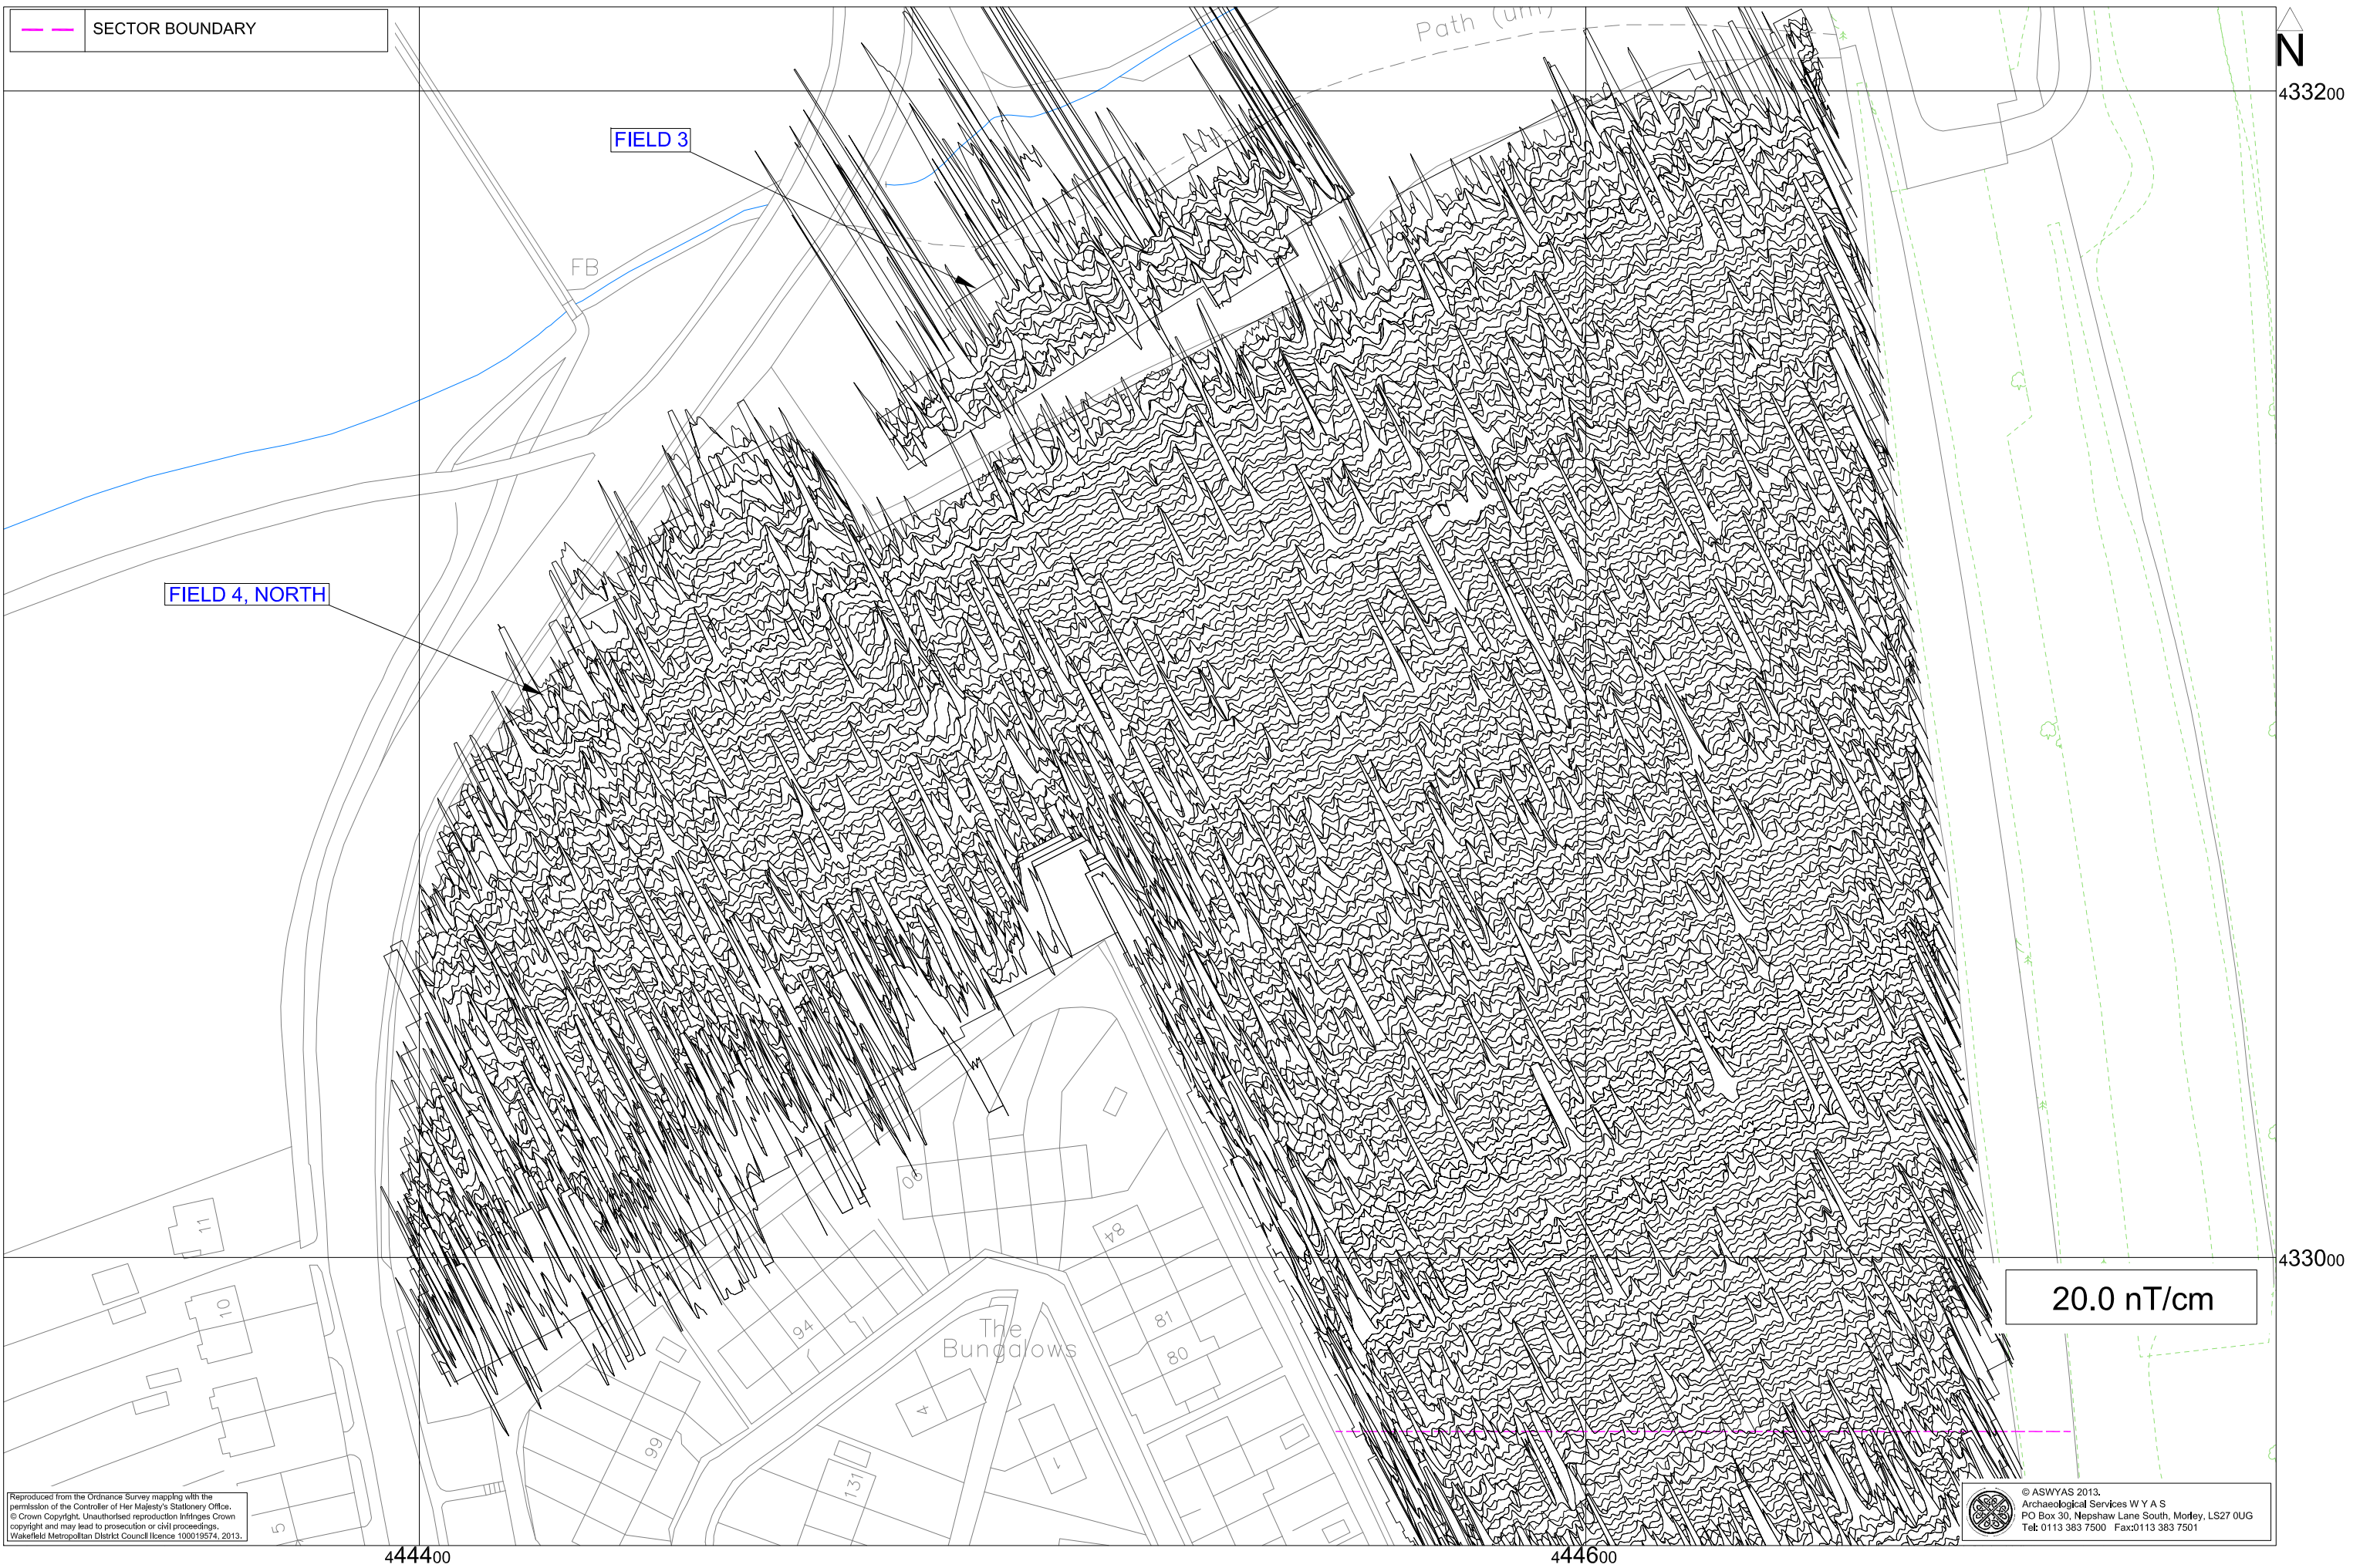 SECTOR BOUNDARY
Path (um)
N
433200
FIELD 3
FB
FIELD 4, NORTH
90
84
11
10
433000
20.0 nT/cm
The
Bungalows
94
81
80
4
99
1
131
5
Reproduced from the Ordnance Survey mapping with the
permission of the Controller of Her Majesty's Stationery Office.
© Crown Copyright. Unauthorised reproduction infringes Crown
copyright and may lead to prosecution or civil proceedings.
Wakefield Metropolitan District Council licence 100019574, 2013.
© ASWYAS 2013.
Archaeological Services W Y A S
PO Box 30, Nepshaw Lane South, Morley, LS27 0UG
Tel: 0113 383 7500 Fax:0113 383 7501
444400
444600